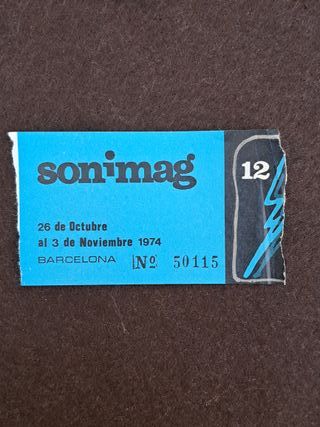 sonimag
12
26 de Octubre
al 3 de Noviembre 1974
BARCELONA Nº 50115